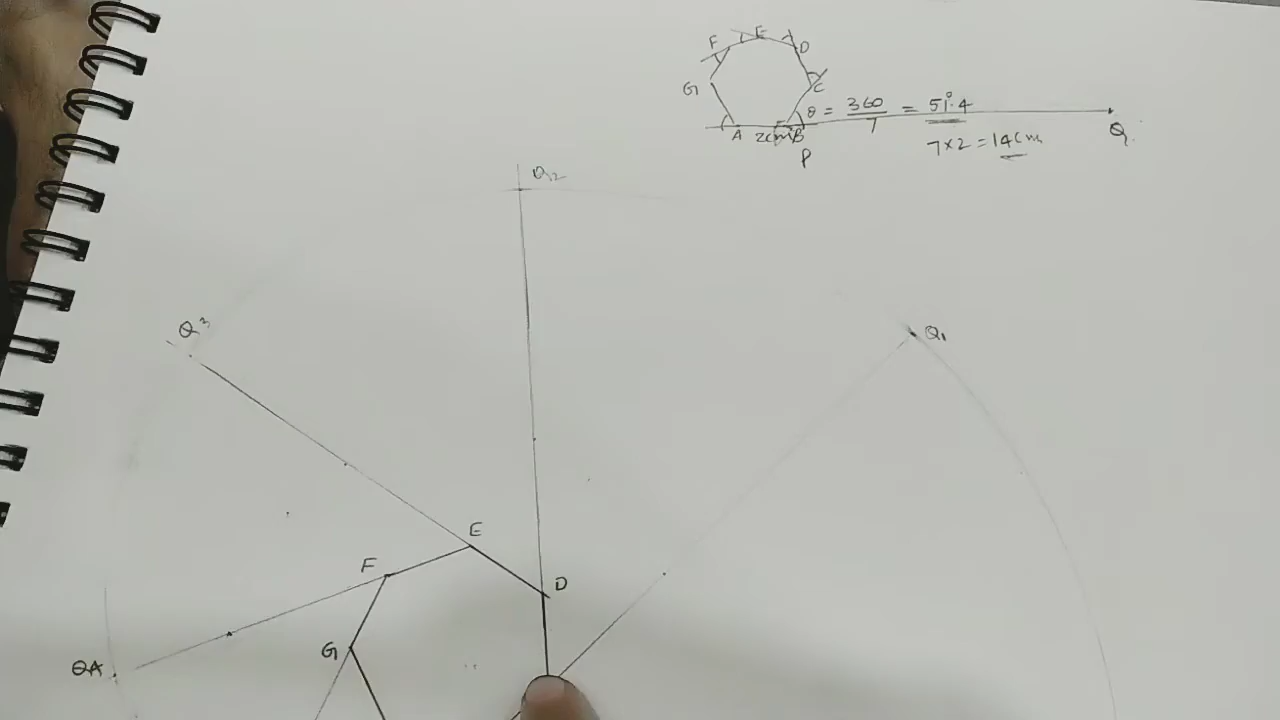 E
F
D
G
C
θ = 360/7 = 51.4°
A 2cm B
Q
P
7×2 = 14cm
Q2
Q3
Q1
E
F
D
G
QA